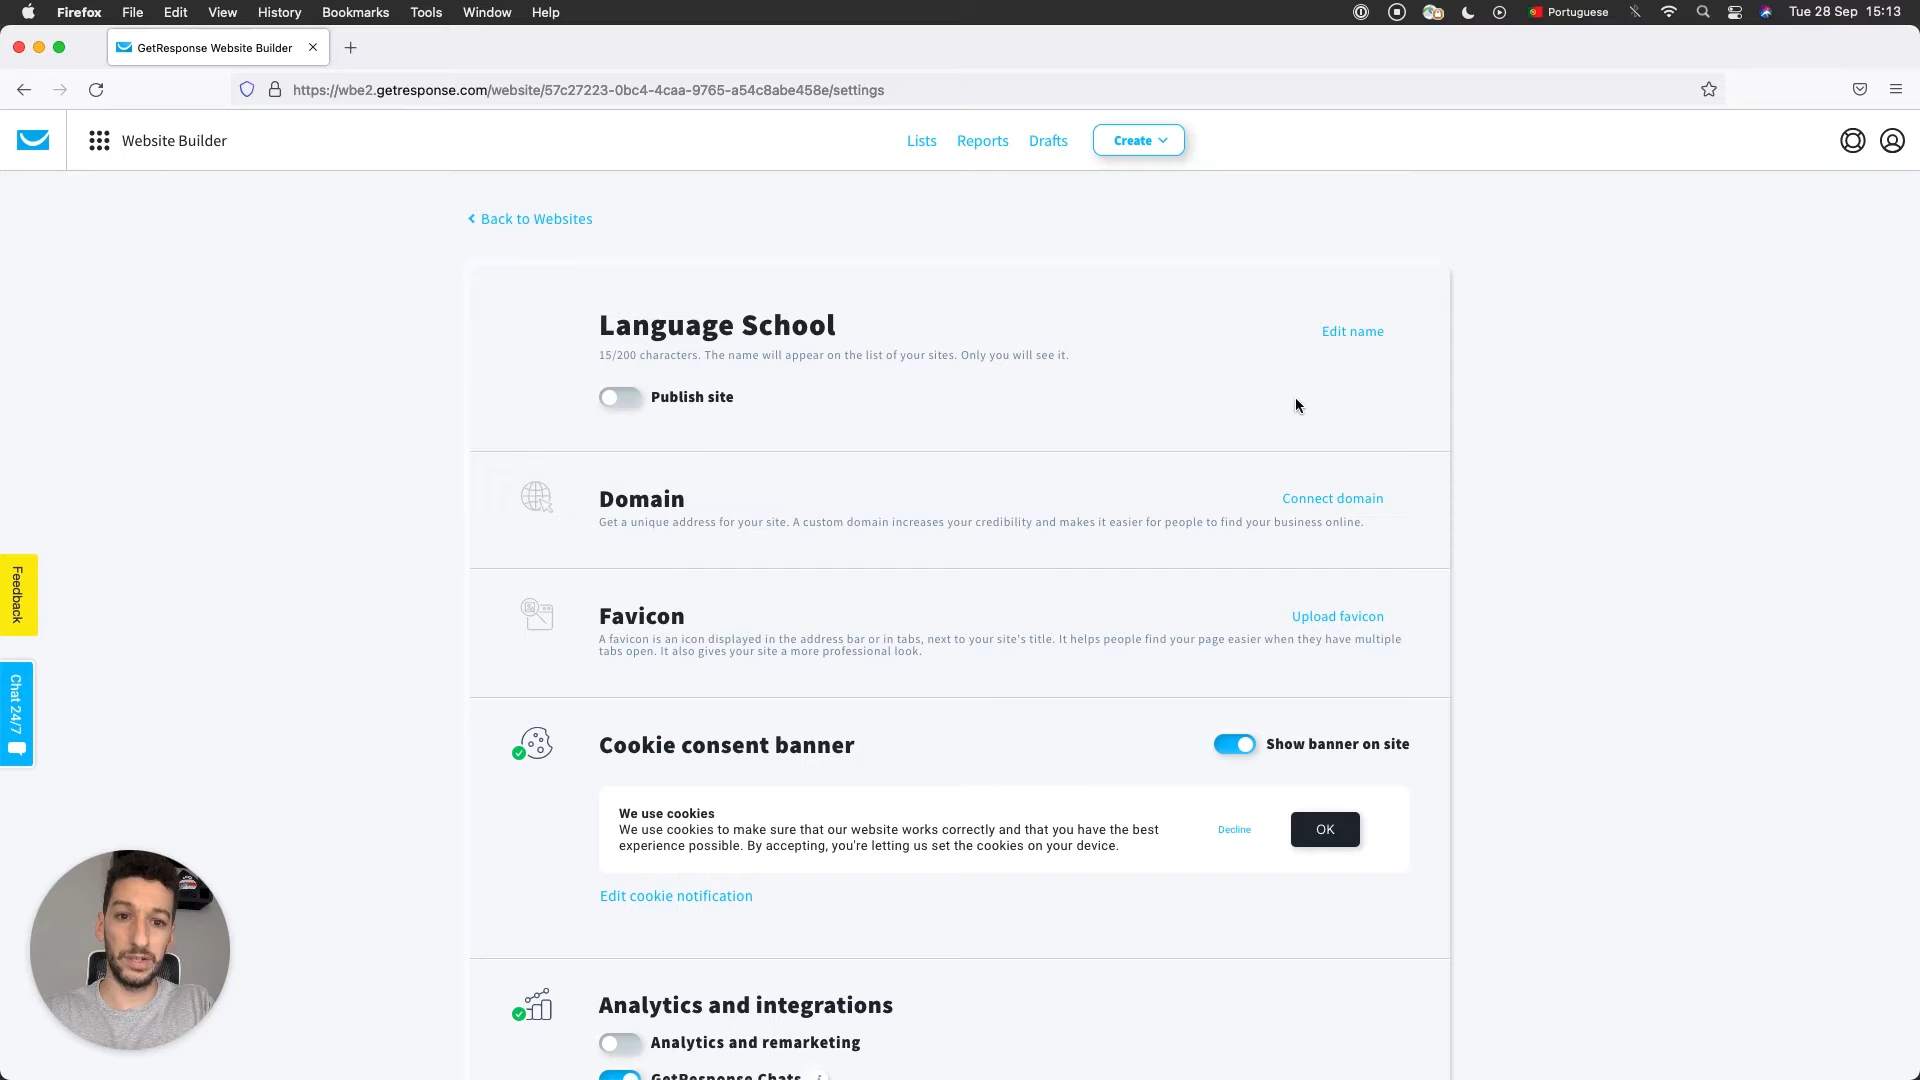 Firefox File Edit View History Bookmarks Tools Window Help Portuguese Tue 28 Sep 15:13
GetResponse Website Builder
https://wbe2.getresponse.com/website/57c27223-0bc4-4caa-9765-a54c8abe458e/settings
Website Builder Lists Reports Drafts Create
Back to Websites
Language School Edit name
15/200 characters. The name will appear on the list of your sites. Only you will see it.
Publish site
Domain Connect domain
Get a unique address for your site. A custom domain increases your credibility and makes it easier for people to find your business online.
Feedback
Favicon Upload favicon
A favicon is an icon displayed in the address bar or in tabs, next to your site's title. It helps people find your page easier when they have multiple
tabs open. It also gives your site a more professional look.
Chat 24/7
Cookie consent banner Show banner on site
We use cookies
We use cookies to make sure that our website works correctly and that you have the best
experience possible. By accepting, you're letting us set the cookies on your device.
Decline OK
Edit cookie notification
Analytics and integrations
Analytics and remarketing
GetResponse Chats